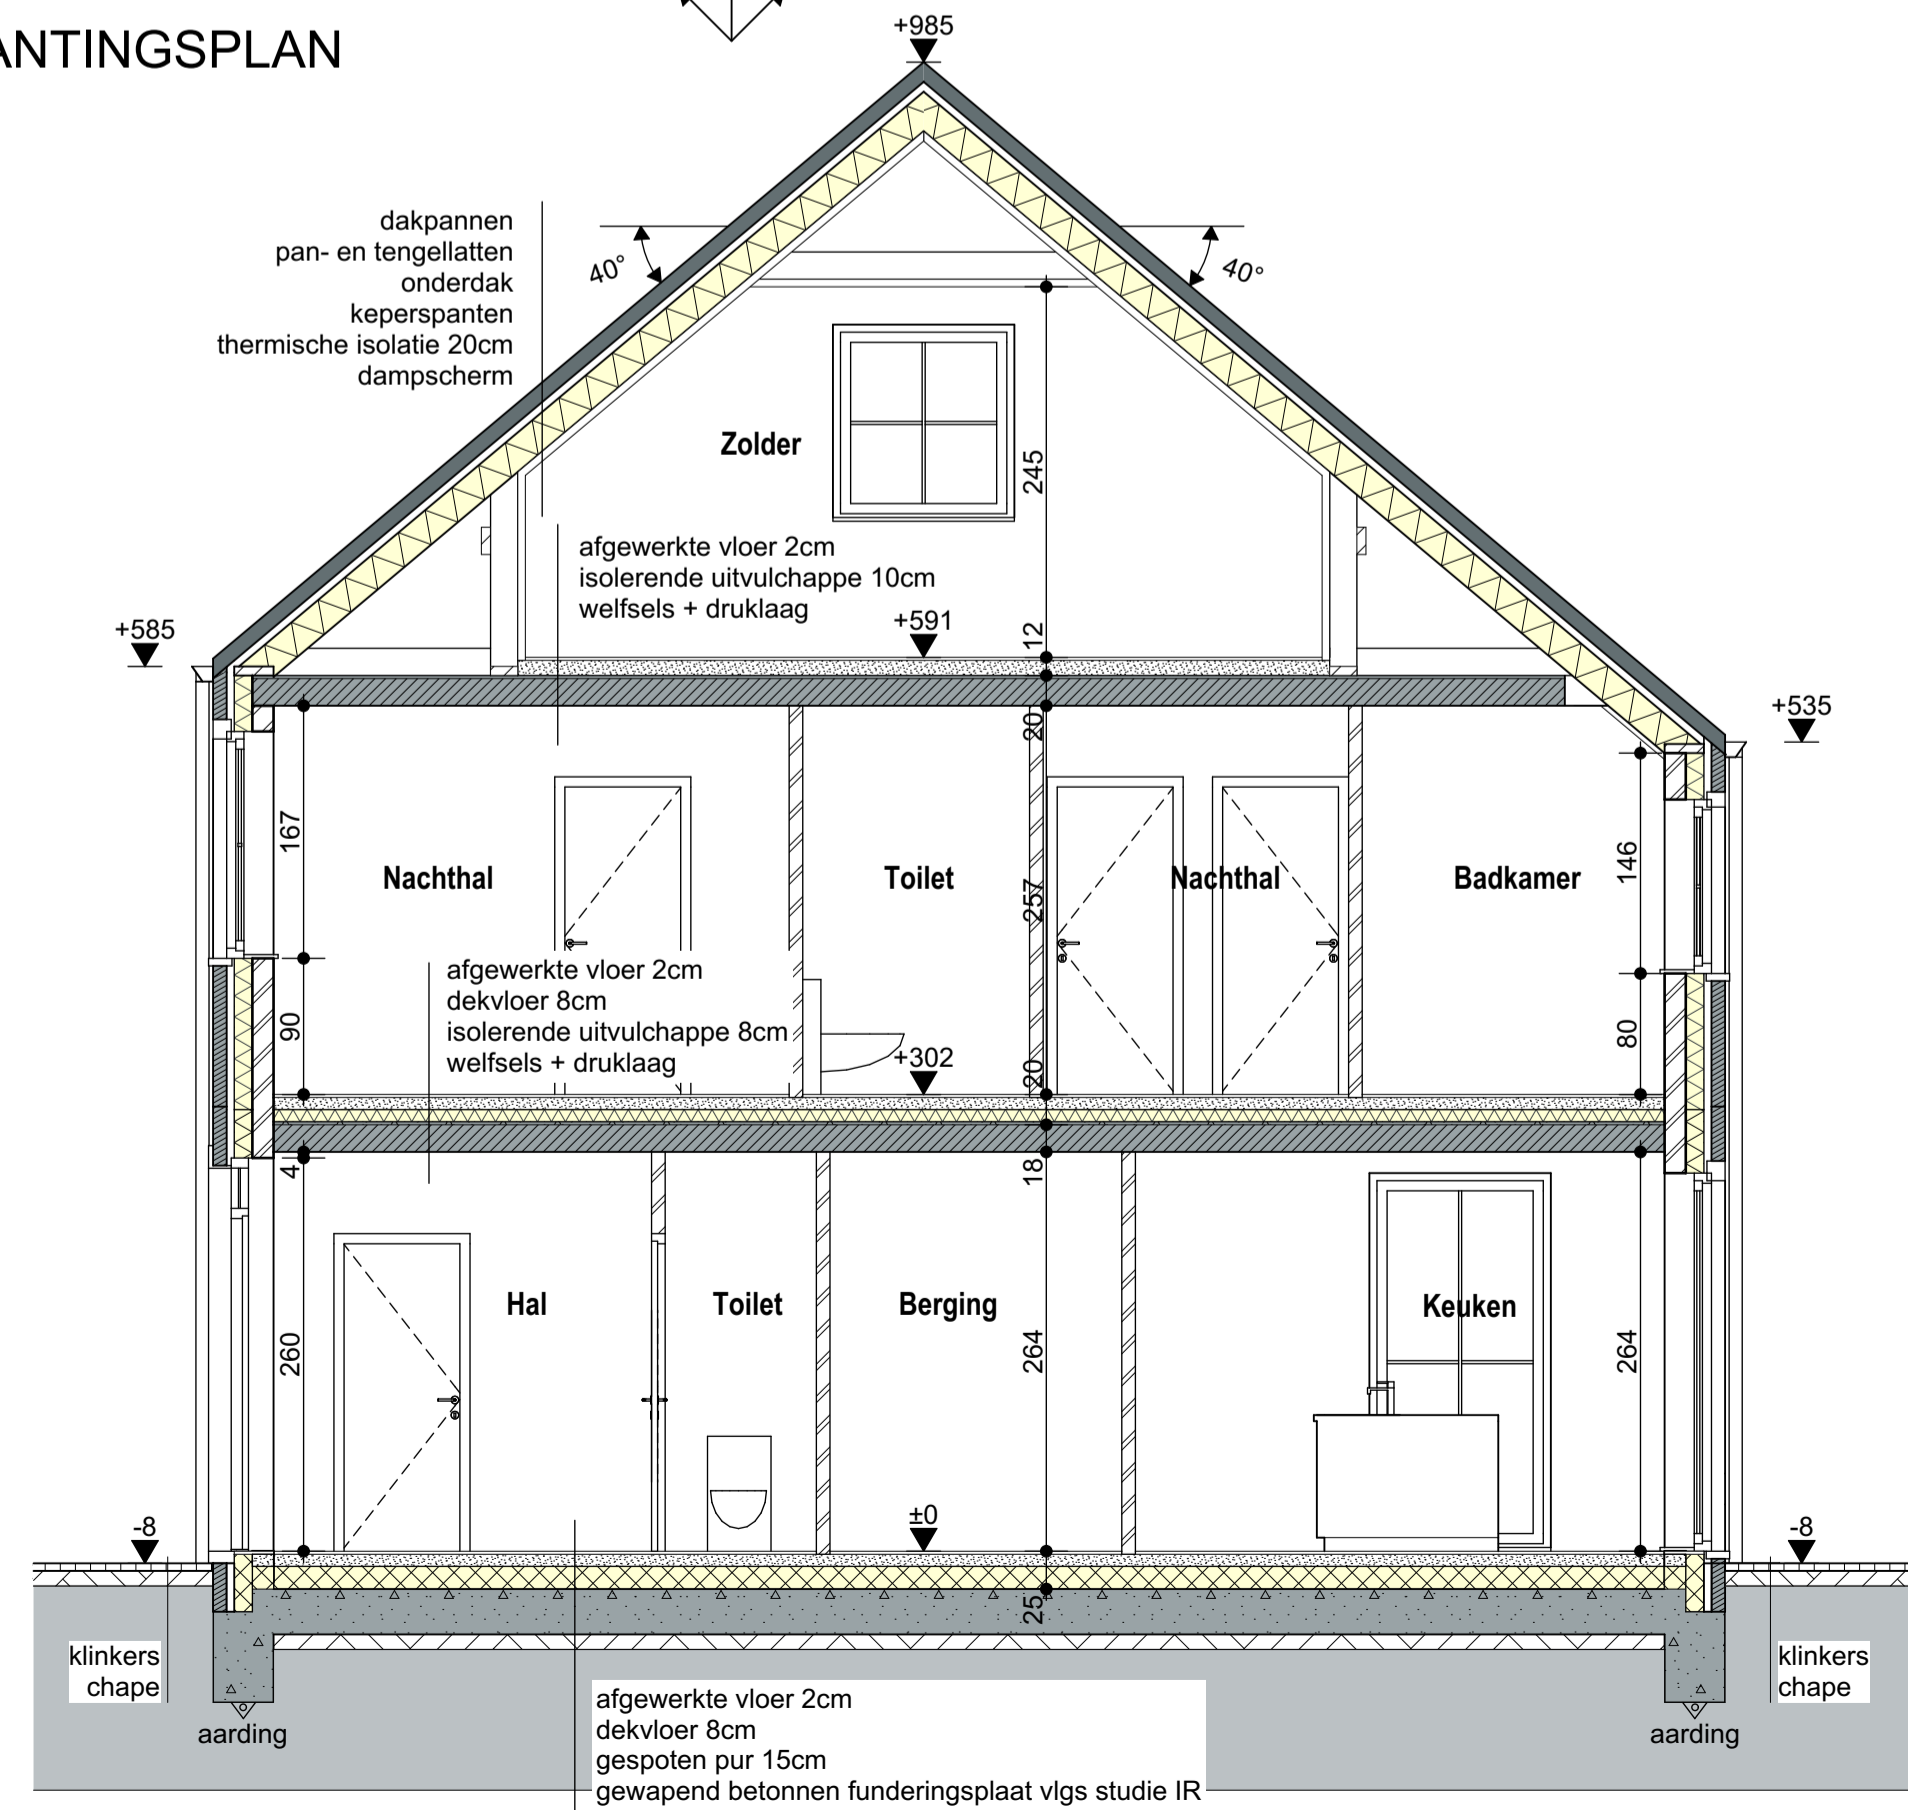 ANTINGSPLAN
+985
dakpannen
pan- en tengellatten
onderdak
keperspanten
thermische isolatie 20cm
dampscherm
40°
40°
Zolder
245
afgewerkte vloer 2cm
isolerende uitvulchappe 10cm
welfsels + druklaag
+591
12
+585
+535
20
167
Nachthal
Toilet
257
Nachthal
Badkamer
146
afgewerkte vloer 2cm
dekvloer 8cm
isolerende uitvulchappe 8cm
welfsels + druklaag
90
+302
20
80
4
18
Hal
Toilet
Berging
Keuken
260
264
264
-8
±0
-8
25
klinkers
chape
klinkers
chape
aarding
aarding
afgewerkte vloer 2cm
dekvloer 8cm
gespoten pur 15cm
gewapend betonnen funderingsplaat vlgs studie IR